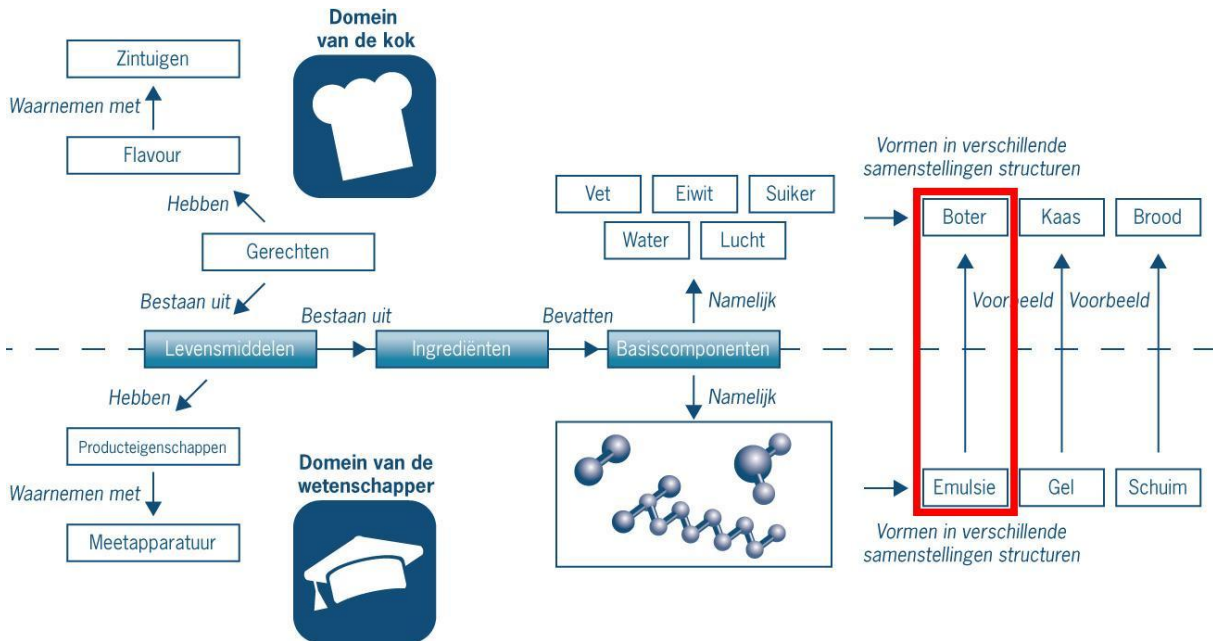 Domein
van de kok
Zintuigen
Waarnemen met
Flavour
Hebben
Gerechten
Bestaan uit
Levensmiddelen
Bestaan uit
Ingrediënten
Bevatten
Basiscomponenten
Namelijk
Vet
Eiwit
Suiker
Water
Lucht
Vormen in verschillende
samenstellingen structuren
Boter
Kaas
Brood
Voorbeeld
Voorbeeld
Hebben
Producteigenschappen
Waarnemen met
Meetapparatuur
Domein van de
wetenschapper
Namelijk
Emulsie
Gel
Schuim
Vormen in verschillende
samenstellingen structuren